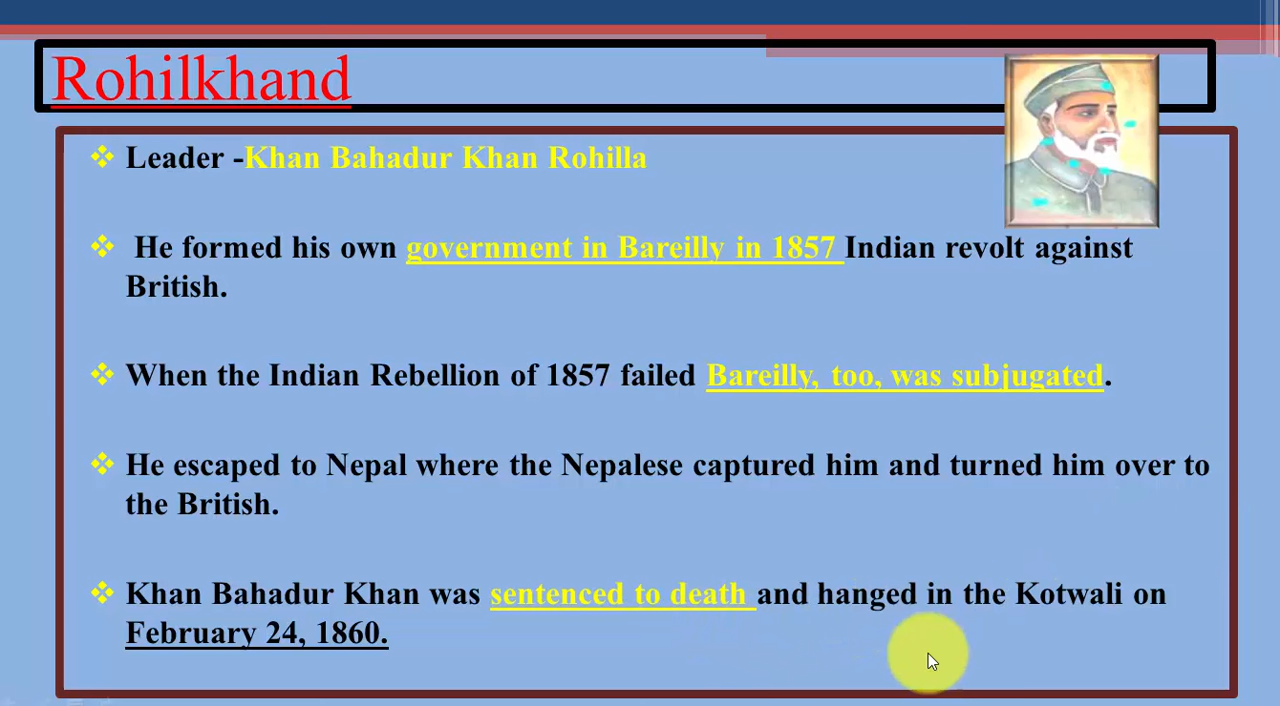 Rohilkhand
Leader -Khan Bahadur Khan Rohilla
He formed his own government in Bareilly in 1857 Indian revolt against
British.
When the Indian Rebellion of 1857 failed Bareilly, too, was subjugated.
He escaped to Nepal where the Nepalese captured him and turned him over to
the British.
Khan Bahadur Khan was sentenced to death and hanged in the Kotwali on
February 24, 1860.